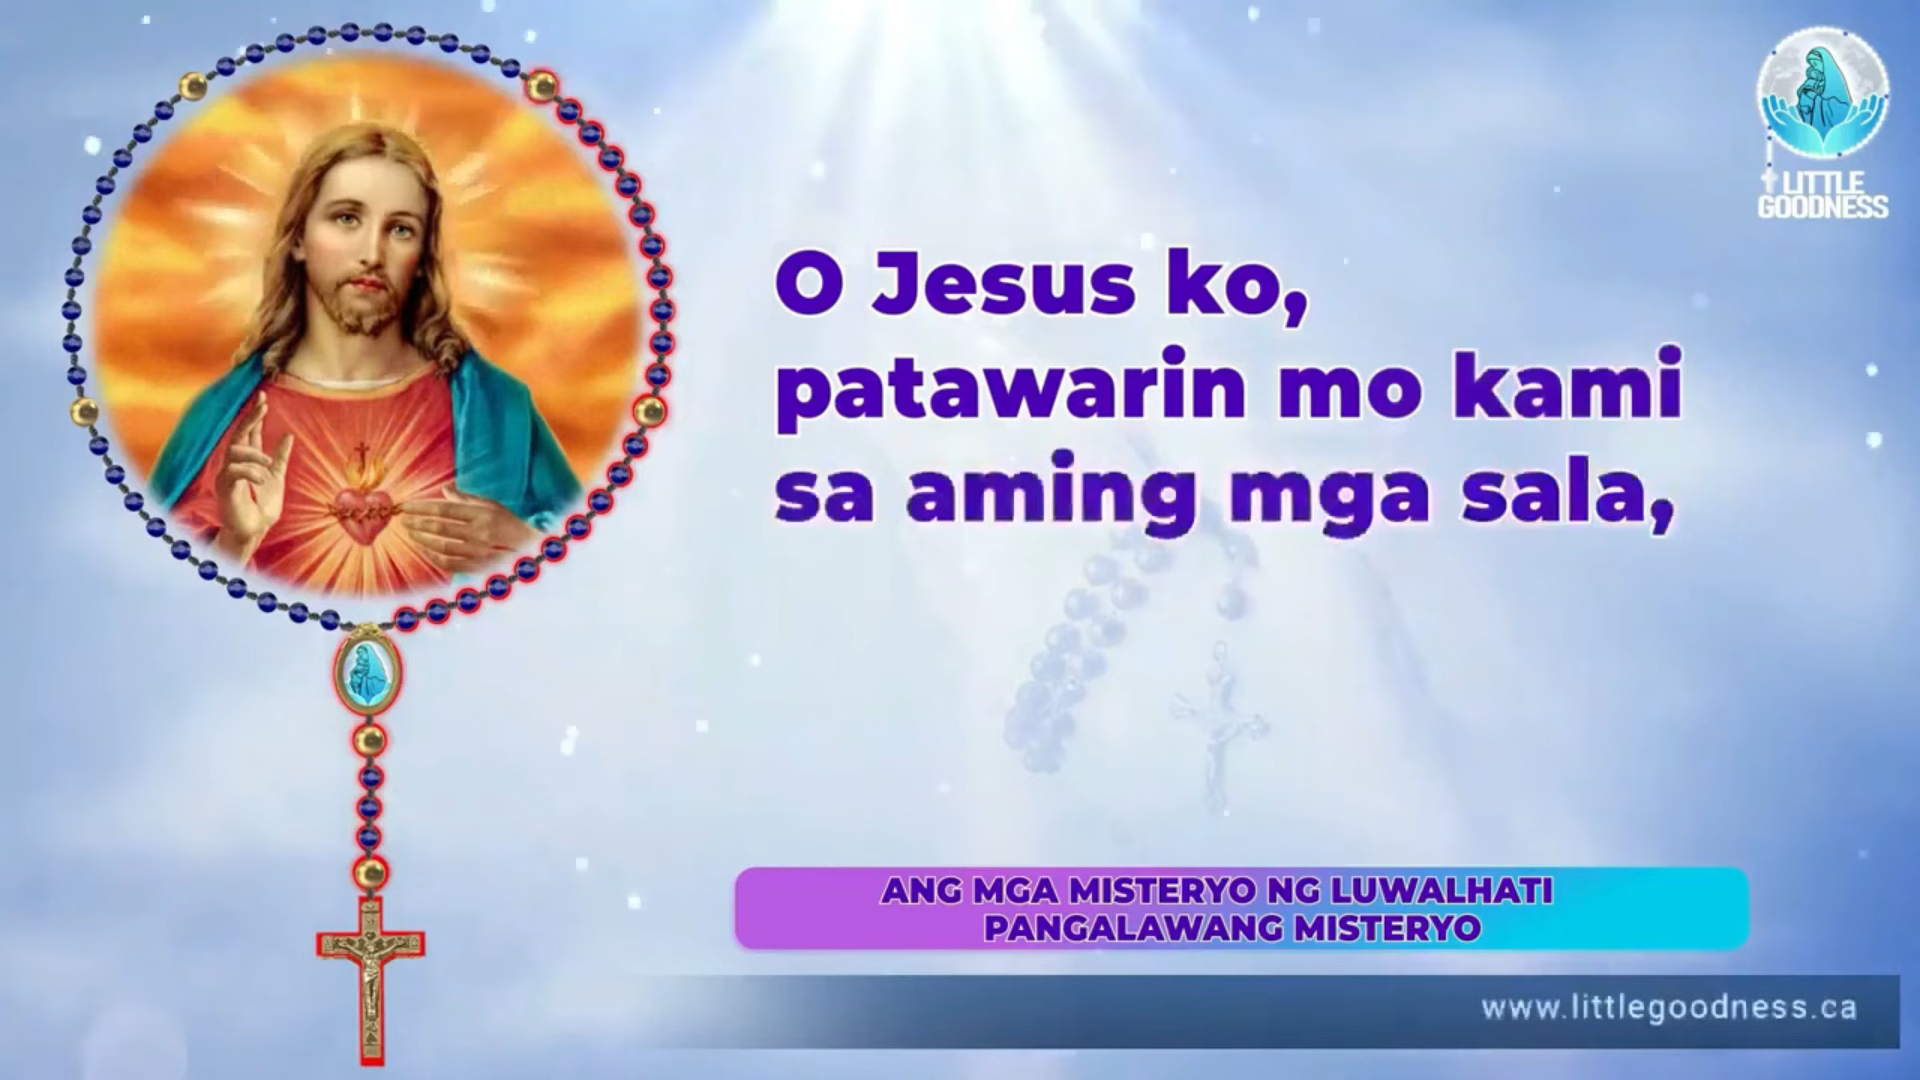 LITTLE
GOODNESS
O Jesus ko,
patawarin mo kami
sa aming mga sala,
ANG MGA MISTERYO NG LUWALHATI
PANGALAWANG MISTERYO
www.littlegoodness.ca